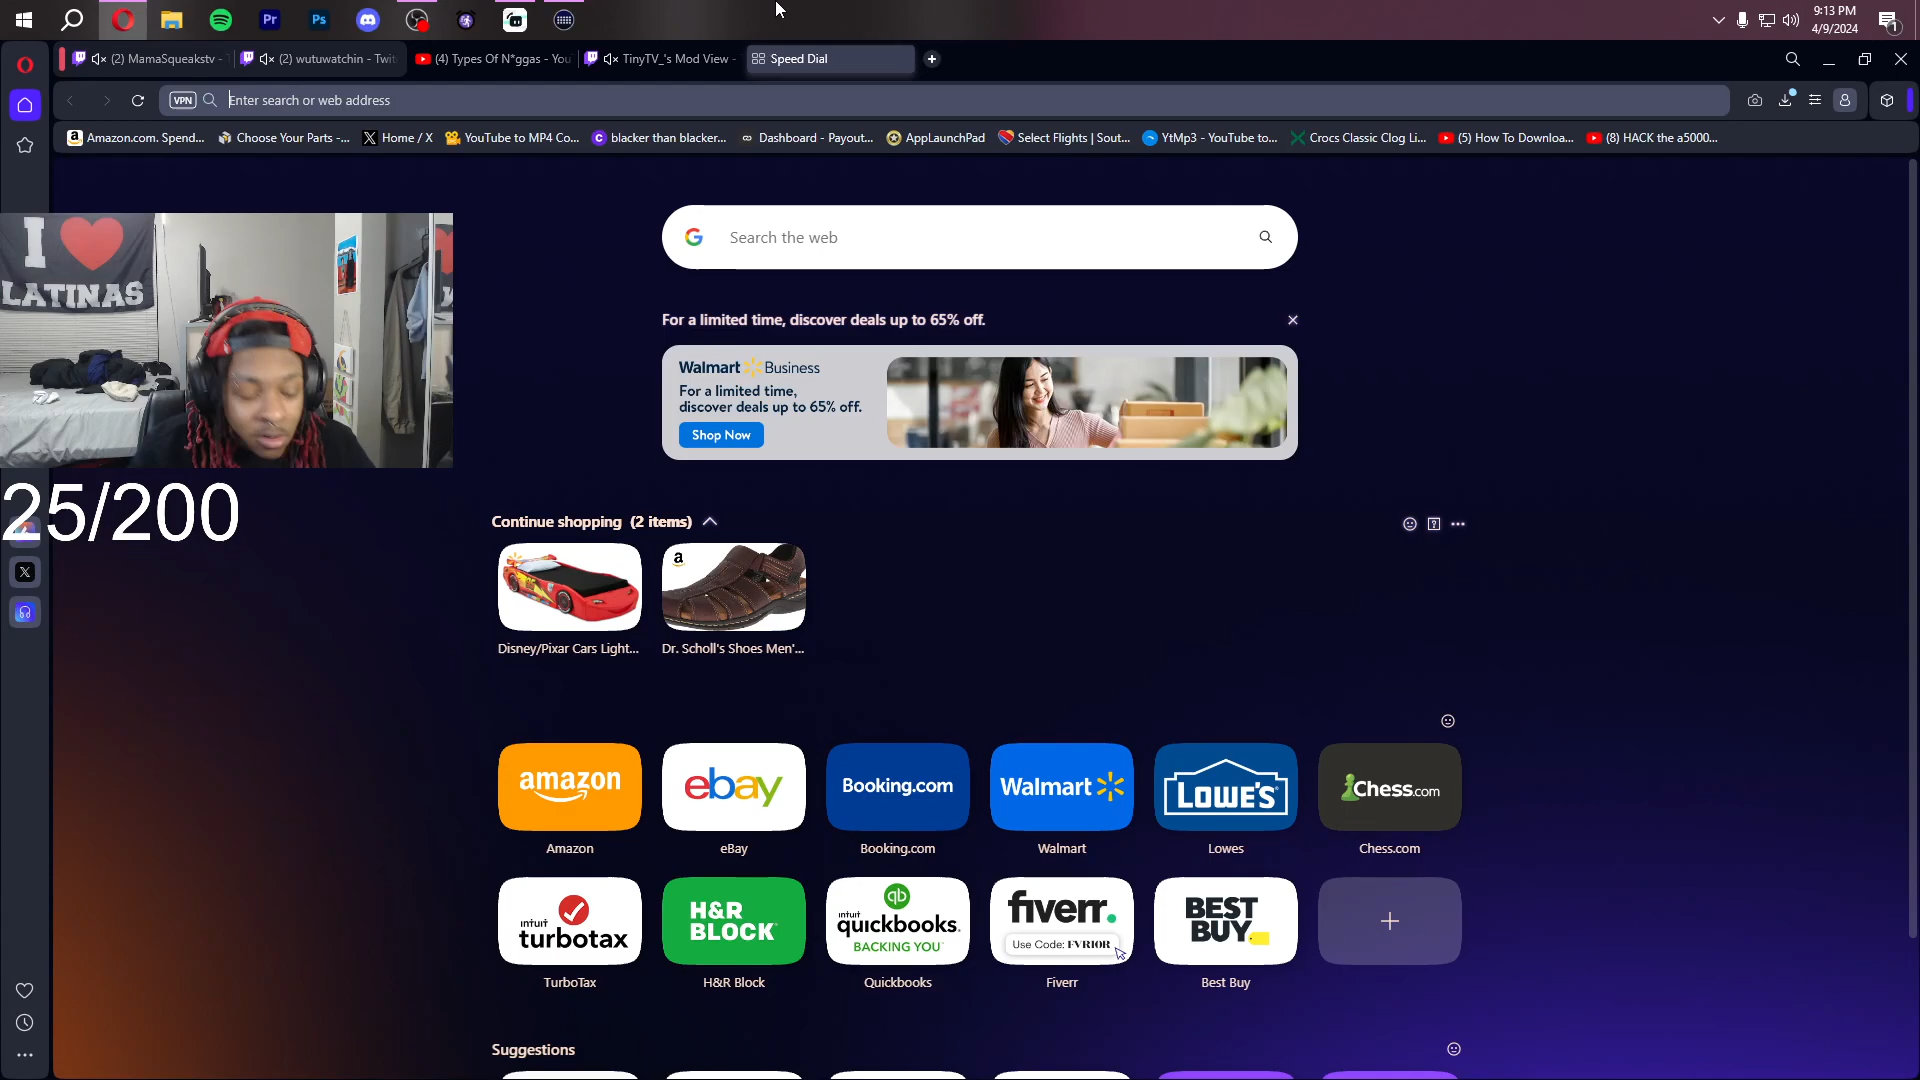 9:13 PM
4/9/2024
1
(2) MamaSqueakstv -
(2) wutuwatchin - Twit
(4) Types Of N*ggas - You
TinyTV_'s Mod View -
Speed Dial
VPN
Enter search or web address
Amazon.com. Spend...
Choose Your Parts -...
Home / X
YouTube to MP4 Co...
blacker than blacker...
Dashboard - Payout...
AppLaunchPad
Select Flights | Sout...
YtMp3 - YouTube to...
Crocs Classic Clog Li...
(5) How To Downloa...
(8) HACK the a5000...
Search the web
For a limited time, discover deals up to 65% off.
Walmart Business
For a limited time,
discover deals up to 65% off.
Shop Now
I
LATINAS
25/200
Continue shopping (2 items)
Disney/Pixar Cars Light...
Dr. Scholl's Shoes Men'...
amazon
ebay
Booking.com
Walmart
LOWE'S
Chess.com
Amazon
eBay
Booking.com
Walmart
Lowes
Chess.com
intuit
turbotax
H&R
BLOCK
qb
intuit
quickbooks.
BACKING YOU
fiverr.
Use Code: FVR10R
BEST
BUY
TurboTax
H&R Block
Quickbooks
Fiverr
Best Buy
Suggestions